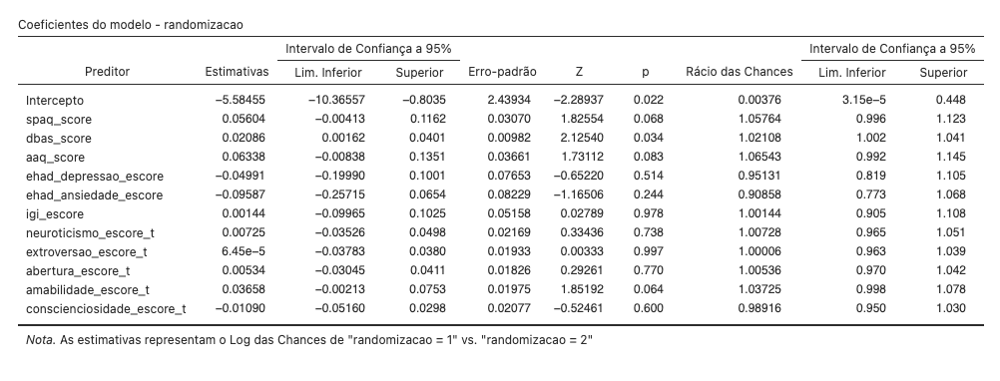 Coeficientes do modelo - randomizacao
Intervalo de Confiança a 95% Intervalo de Confiança a 95%
Preditor Estimativas Lim. Inferior Superior Erro-padrão Z p Rácio das Chances Lim. Inferior Superior
Intercepto −5.58455 −10.36557 −0.8035 2.43934 −2.28937 0.022 0.00376 3.15e−5 0.448
spaq_score 0.05604 −0.00413 0.1162 0.03070 1.82554 0.068 1.05764 0.996 1.123
dbas_score 0.02086 0.00162 0.0401 0.00982 2.12540 0.034 1.02108 1.002 1.041
aaq_score 0.06338 −0.00838 0.1351 0.03661 1.73112 0.083 1.06543 0.992 1.145
ehad_depressao_escore −0.04991 −0.19990 0.1001 0.07653 −0.65220 0.514 0.95131 0.819 1.105
ehad_ansiedade_escore −0.09587 −0.25715 0.0654 0.08229 −1.16506 0.244 0.90858 0.773 1.068
igi_escore 0.00144 −0.09965 0.1025 0.05158 0.02789 0.978 1.00144 0.905 1.108
neuroticismo_escore_t 0.00725 −0.03526 0.0498 0.02169 0.33436 0.738 1.00728 0.965 1.051
extroversao_escore_t 6.45e−5 −0.03783 0.0380 0.01933 0.00333 0.997 1.00006 0.963 1.039
abertura_escore_t 0.00534 −0.03045 0.0411 0.01826 0.29261 0.770 1.00536 0.970 1.042
amabilidade_escore_t 0.03658 −0.00213 0.0753 0.01975 1.85192 0.064 1.03725 0.998 1.078
conscienciosidade_escore_t −0.01090 −0.05160 0.0298 0.02077 −0.52461 0.600 0.98916 0.950 1.030
Nota. As estimativas representam o Log das Chances de "randomizacao = 1" vs. "randomizacao = 2"